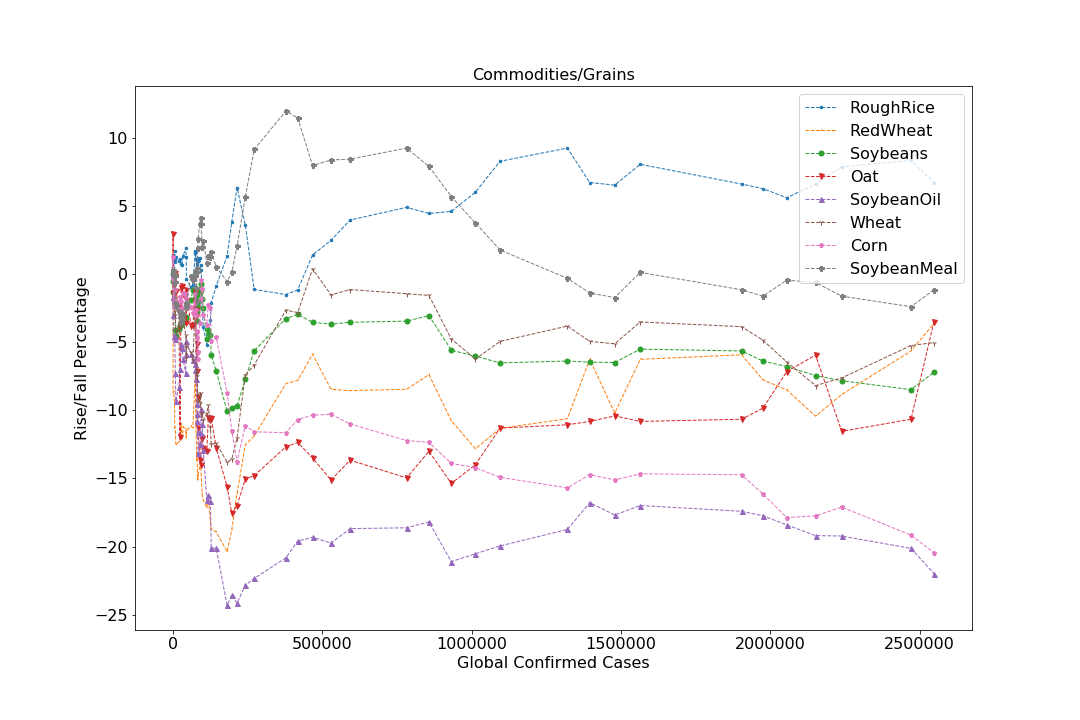 Commodities/Grains
Rise/Fall Percentage
10
5
0
−5
−10
−15
−20
−25
RoughRice
RedWheat
Soybeans
Oat
SoybeanOil
Wheat
Corn
SoybeanMeal
0 500000 1000000 1500000 2000000 2500000
Global Confirmed Cases